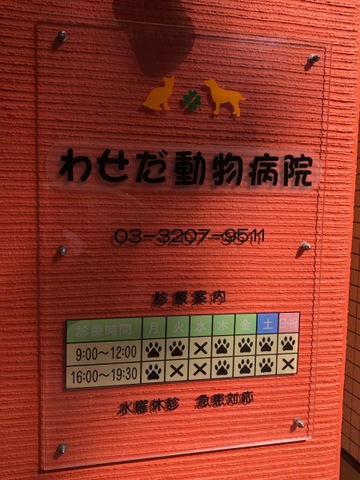 わせだ動物病院
03-3207-9511
診療案内
診療時間 月 火 水 木 金 土 日・祝
9:00～12:00 ×
16:00～19:30 × × ×
水曜休診 急患対応